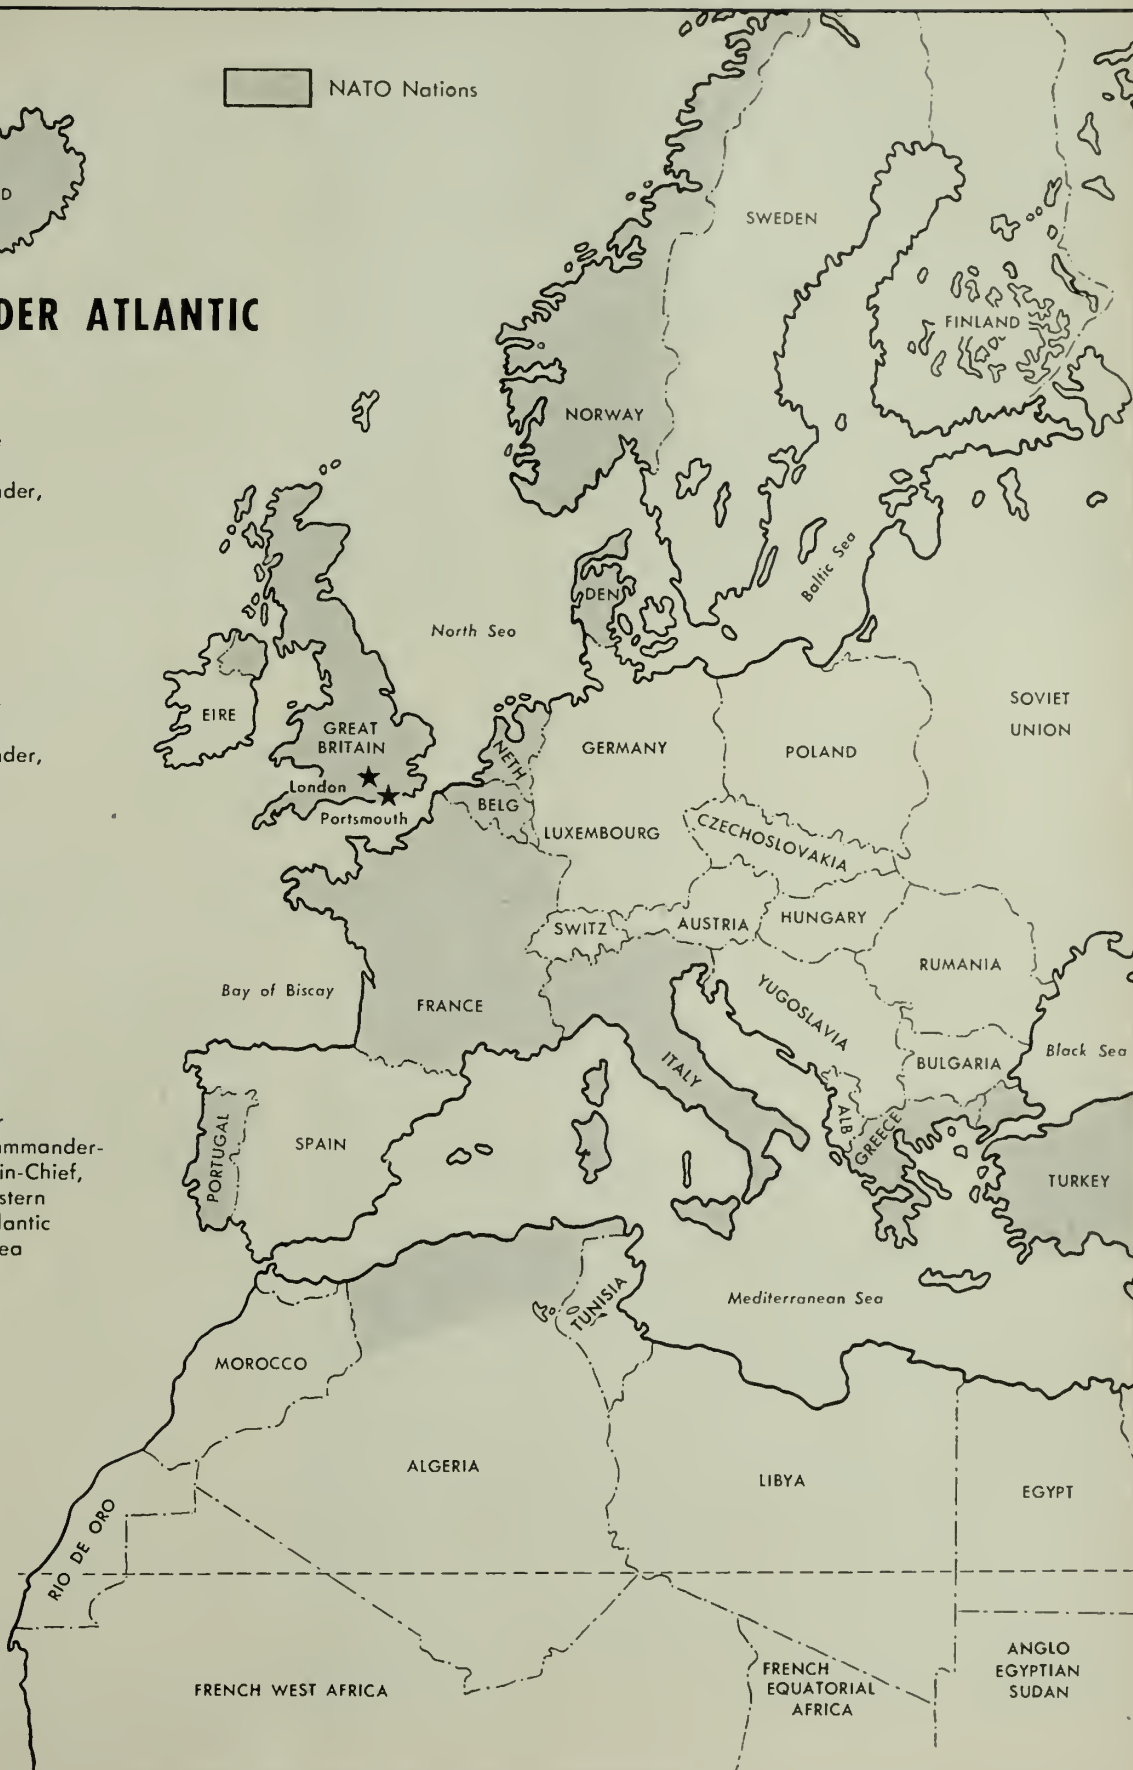 NATO Nations
D
DER ATLANTIC
SWEDEN
FINLAND
NORWAY
nder,
Baltic Sea
DEN
North Sea
EIRE
GREAT
BRITAIN
London
Portsmouth
NETH
BELG
GERMANY
POLAND
SOVIET
UNION
nder,
LUXEMBOURG
CZECHOSLOVAKIA
SWITZ
AUSTRIA
HUNGARY
RUMANIA
Bay of Biscay
FRANCE
YUGOSLAVIA
ITALY
BULGARIA
Black Sea
ALB
GREECE
PORTUGAL
SPAIN
TURKEY
ommander-
in-Chief,
stern
lantic
ea
Mediterranean Sea
TUNISIA
MOROCCO
ALGERIA
LIBYA
EGYPT
RIO DE ORO
FRENCH WEST AFRICA
FRENCH
EQUATORIAL
AFRICA
ANGLO
EGYPTIAN
SUDAN